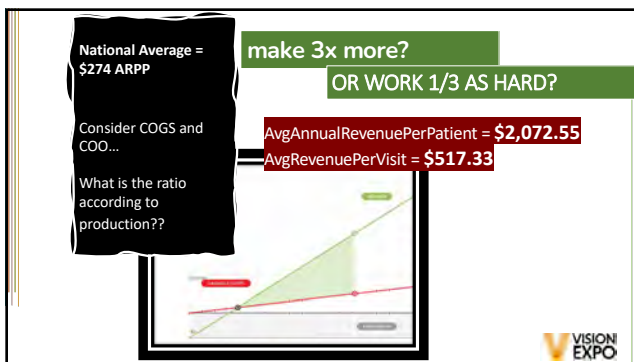 National Average =
$274 ARPP
Consider COGS and
COO…
What is the ratio
according to
production??
make 3x more?
OR WORK 1/3 AS HARD?
AvgAnnualRevenuePerPatient = $2,072.55
AvgRevenuePerVisit = $517.33
VISION
EXPO